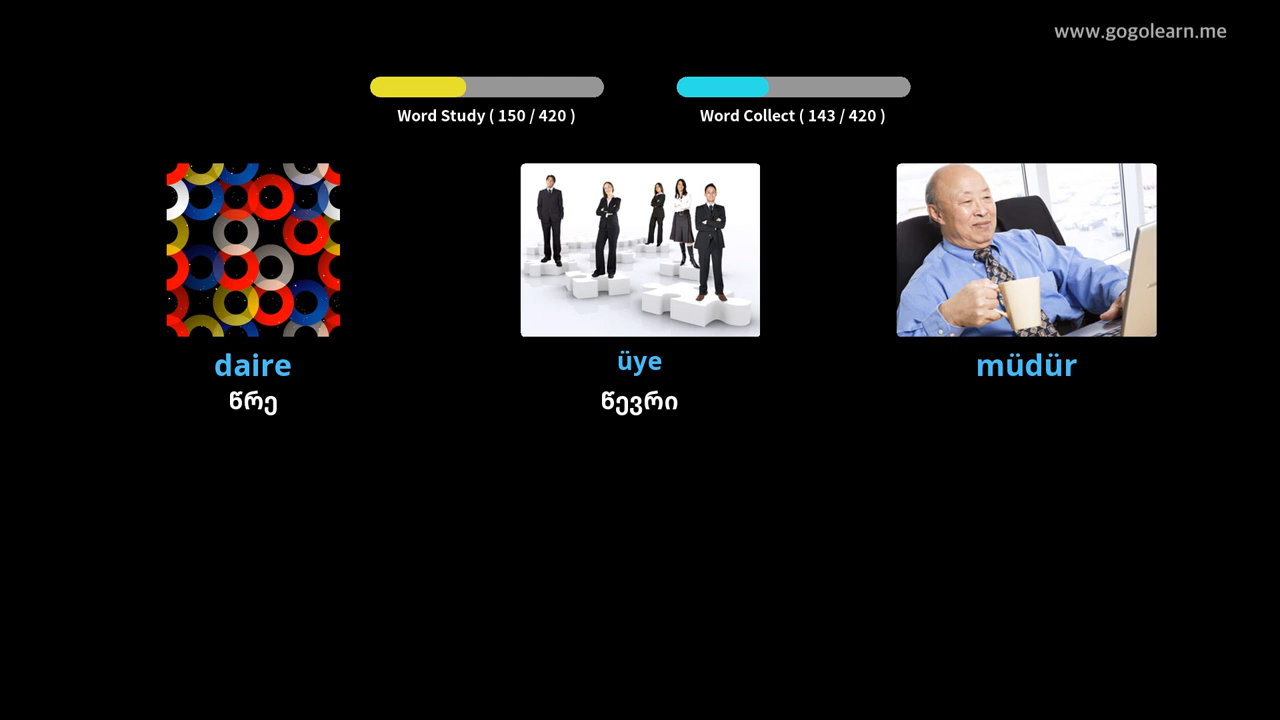 www.gogolearn.me
Word Study ( 150 / 420 )
Word Collect ( 143 / 420 )
daire
წრე
üye
წევრი
müdür